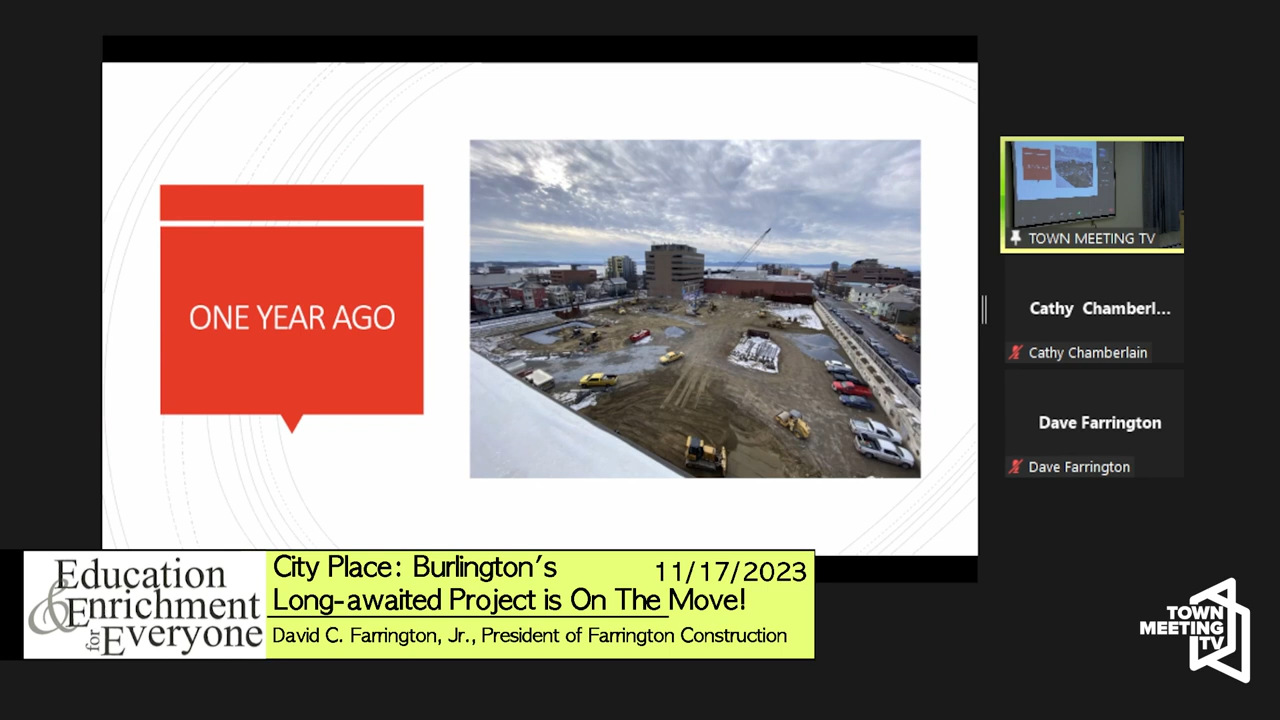 ONE YEAR AGO
TOWN MEETING TV
Cathy Chamberl...
Cathy Chamberlain
Dave Farrington
Dave Farrington
Education
& Enrichment
for Everyone
City Place: Burlington's
11/17/2023
Long-awaited Project is On The Move!
David C. Farrington, Jr., President of Farrington Construction
TOWN
MEETING
TV